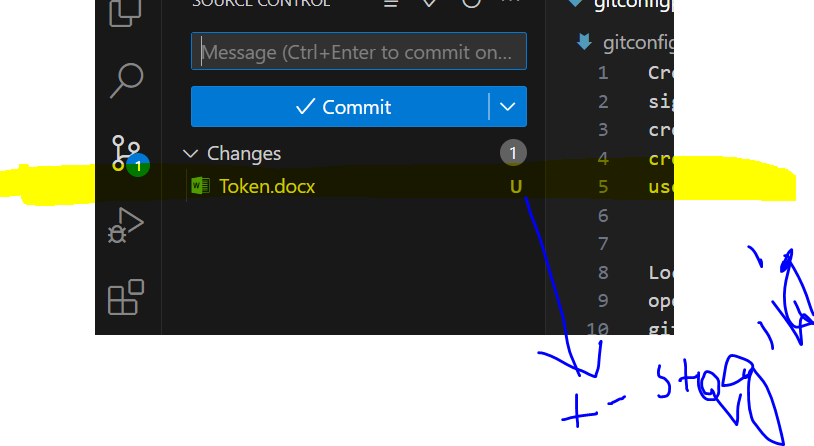 SOURCE CONTROL
gitconfig
Message (Ctrl+Enter to commit on...
gitconfig
Commit
Changes 1
1
Token.docx U
1 Cre
2 sig
3 cre
4 cre
5 use
6
7
8 Loc
9 ope
10 git
+ - staging